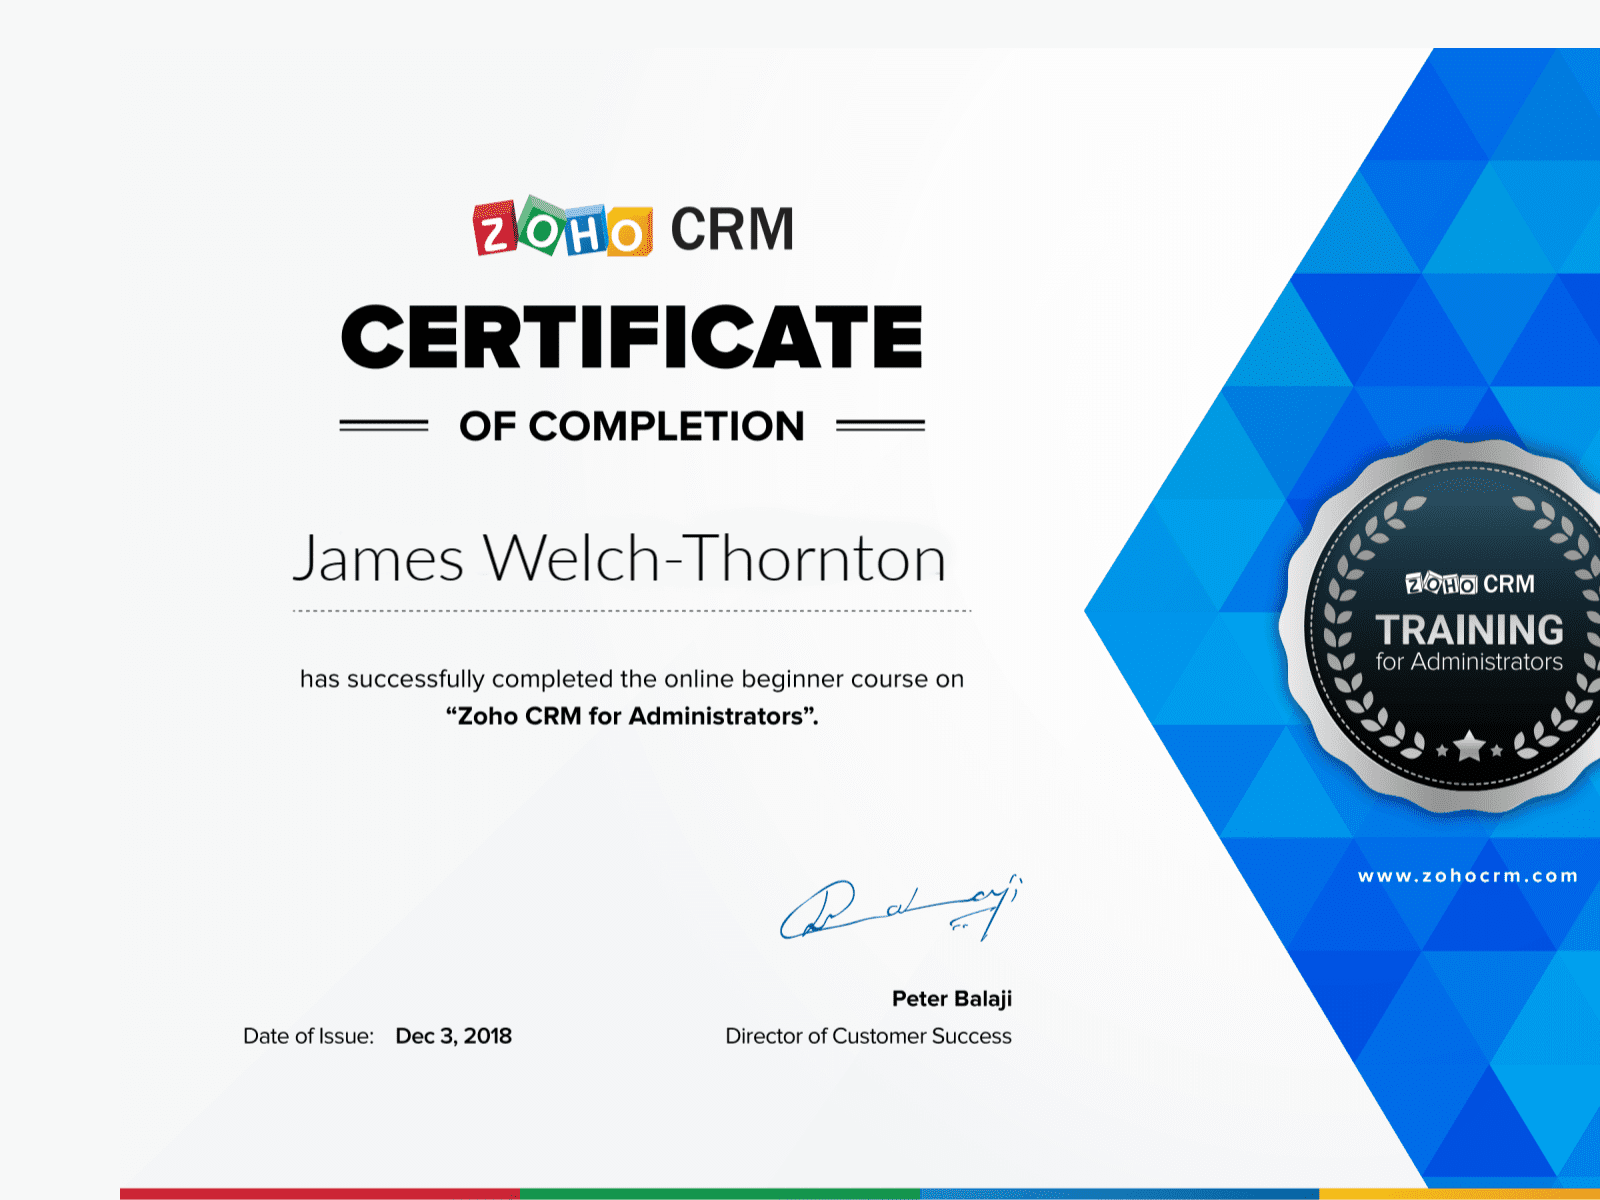 ZOHO CRM
CERTIFICATE
OF COMPLETION
James Welch-Thornton
has successfully completed the online beginner course on
“Zoho CRM for Administrators”.
Peter Balaji
Date of Issue: Dec 3, 2018
Director of Customer Success
ZOHO CRM
TRAINING
for Administrators
www.zohocrm.com